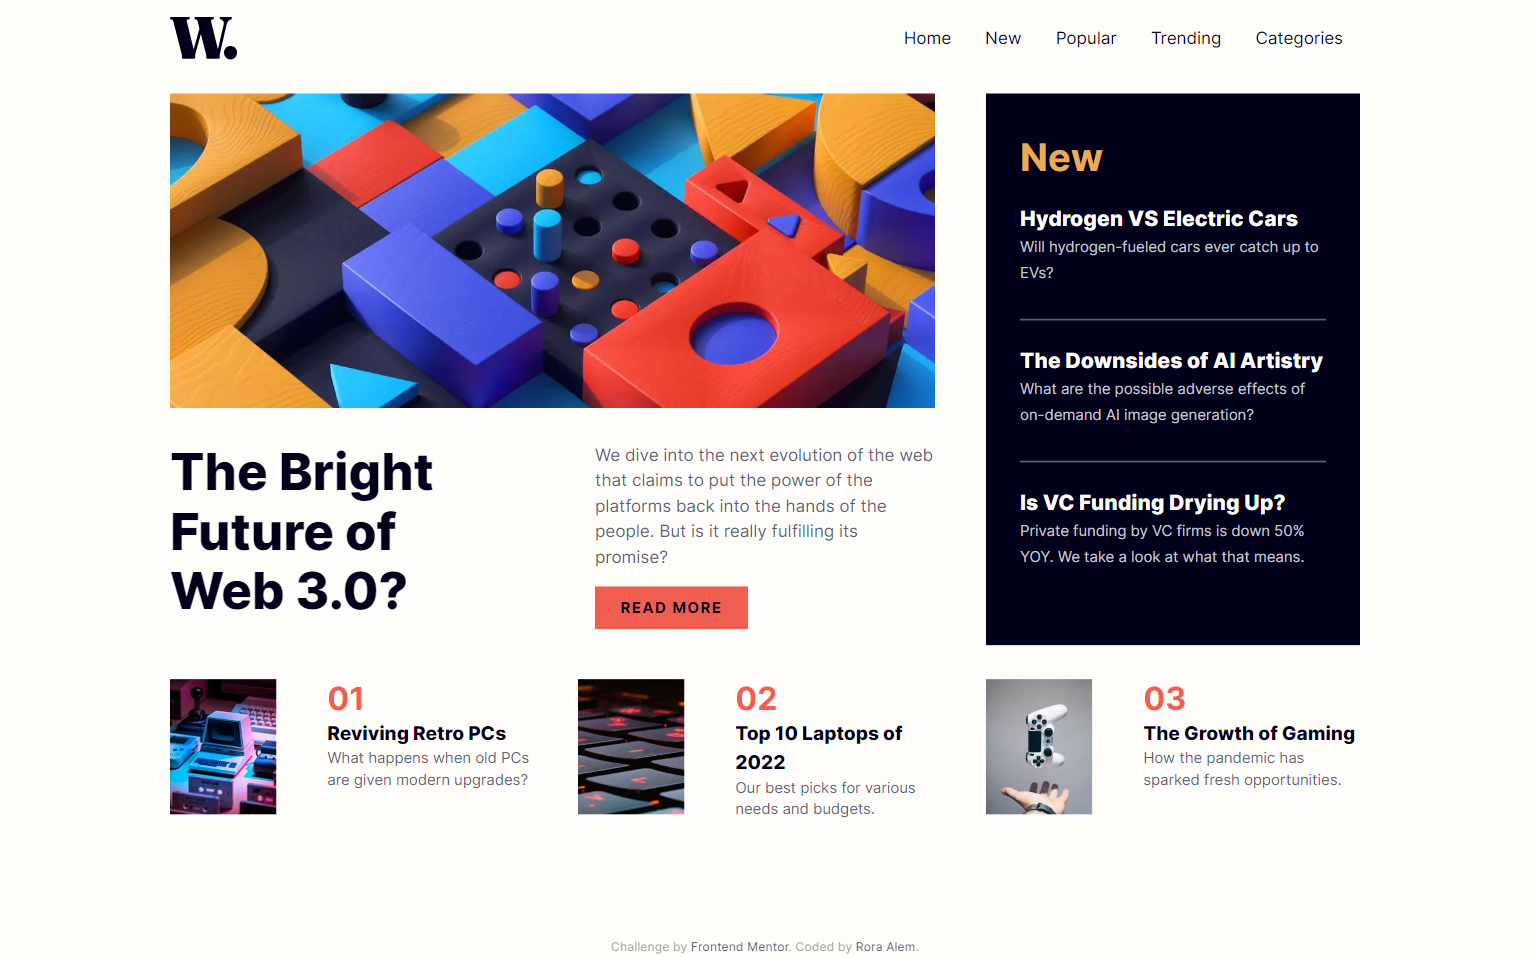 W.
Home New Popular Trending Categories
New
Hydrogen VS Electric Cars
Will hydrogen-fueled cars ever catch up to
EVs?
The Downsides of AI Artistry
What are the possible adverse effects of
on-demand AI image generation?
Is VC Funding Drying Up?
Private funding by VC firms is down 50%
YOY. We take a look at what that means.
The Bright
Future of
Web 3.0?
We dive into the next evolution of the web
that claims to put the power of the
platforms back into the hands of the
people. But is it really fulfilling its
promise?
READ MORE
01
Reviving Retro PCs
What happens when old PCs
are given modern upgrades?
02
Top 10 Laptops of
2022
Our best picks for various
needs and budgets.
03
The Growth of Gaming
How the pandemic has
sparked fresh opportunities.
Challenge by Frontend Mentor. Coded by Rora Alem.